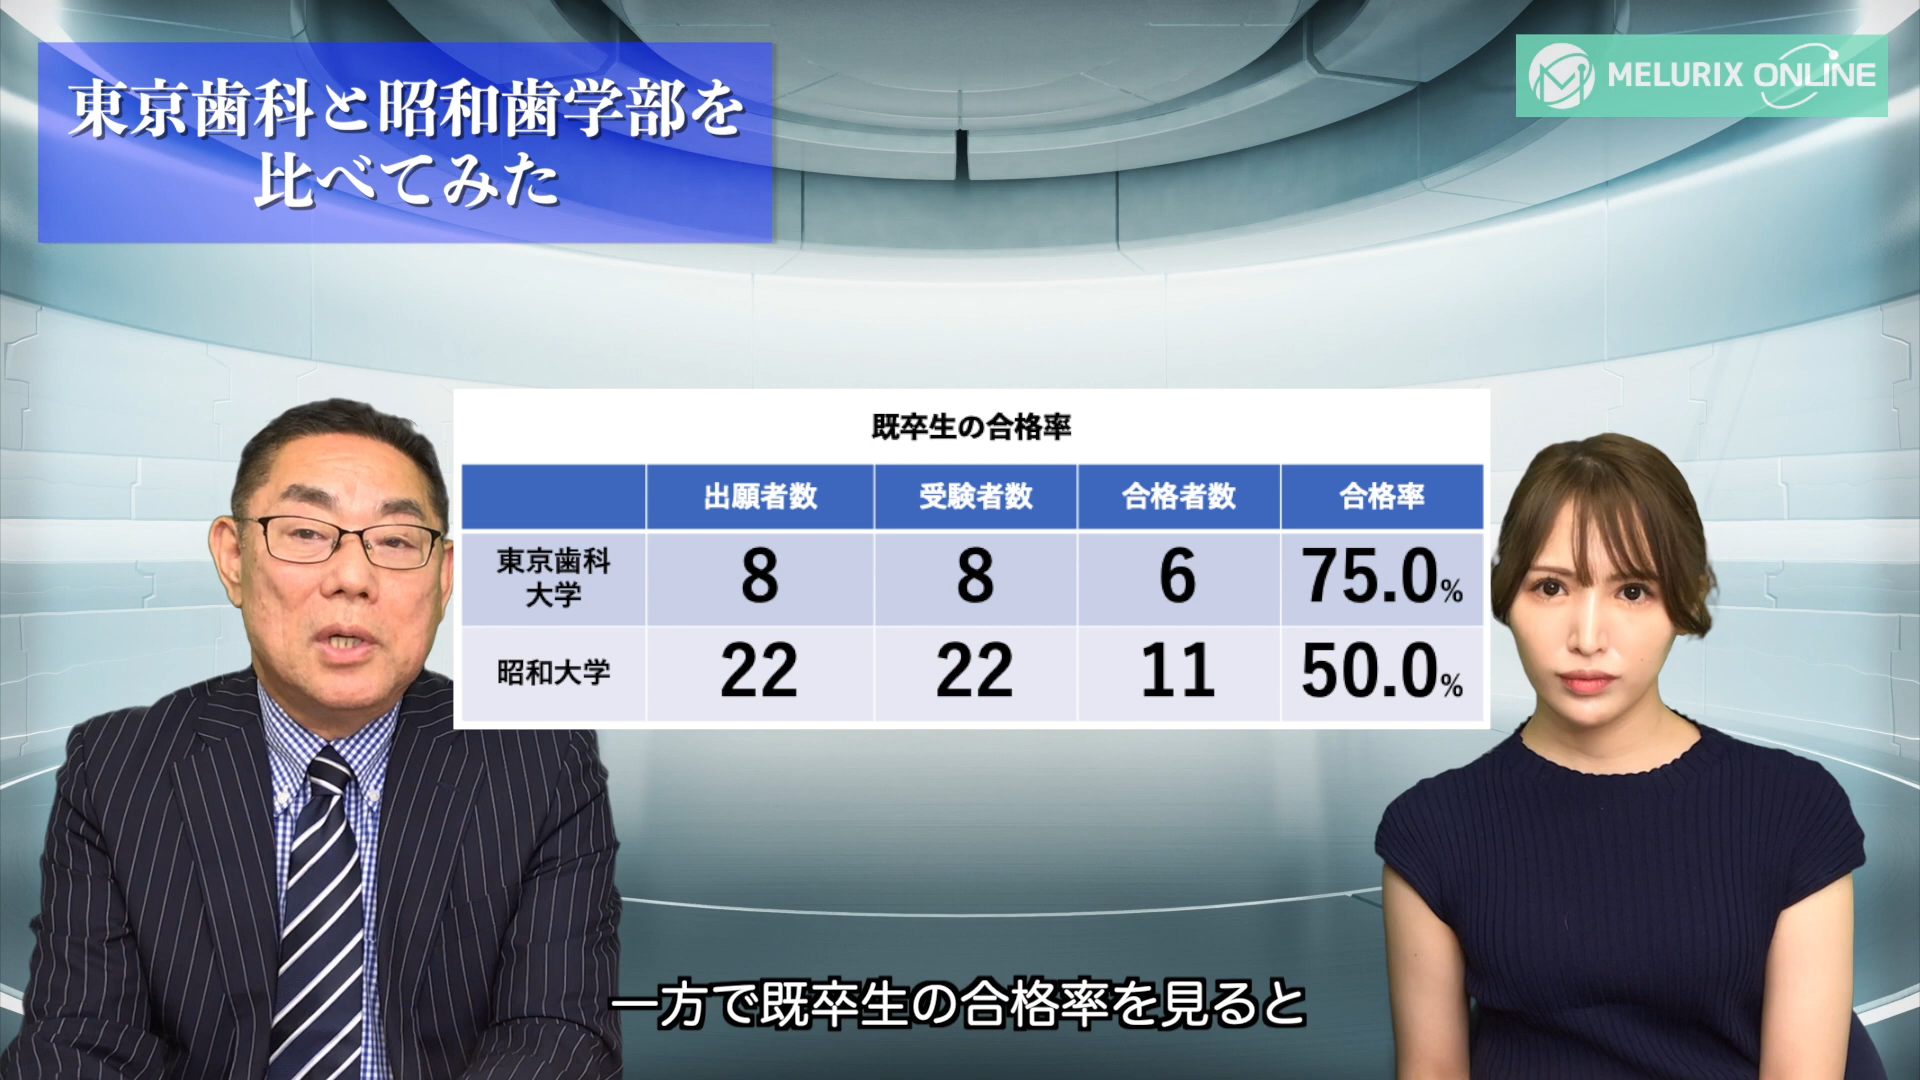 東京歯科と昭和歯学部を
比べてみた
MELURIX ONLINE
既卒生の合格率
出願者数 受験者数 合格者数 合格率
東京歯科
大学 8 8 6 75.0%
昭和大学 22 22 11 50.0%
一方で既卒生の合格率を見ると